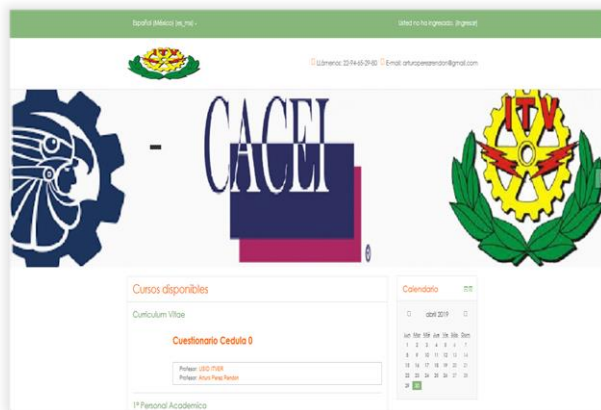 Español (México) (es_mx)
Usted no ha ingresado. (Ingresar)
Llámenos: 22-94-65-29-80 E-mail: arturoperezrendon@gmail.com
CACEI
ITV
Cursos disponibles
Curriculum Vitae
Cuestionario Cedula 0
Profesor:
Profesor: Arturo Perez Rendon
1ª Personal Academico
Calendario
abril 2019
Lun Mar Mié Jue Vie Sáb Dom
1 2 3 4 5 6 7
8 9 10 11 12 13 14
15 16 17 18 19 20 21
22 23 24 25 26 27 28
29 30